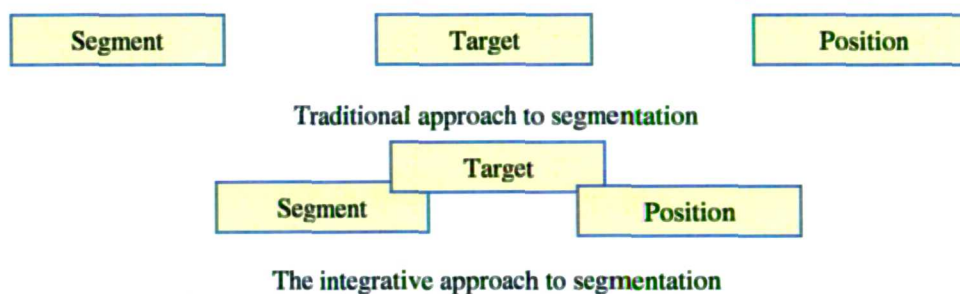 Segment Target Position
Traditional approach to segmentation
Target
Segment Position
The integrative approach to segmentation